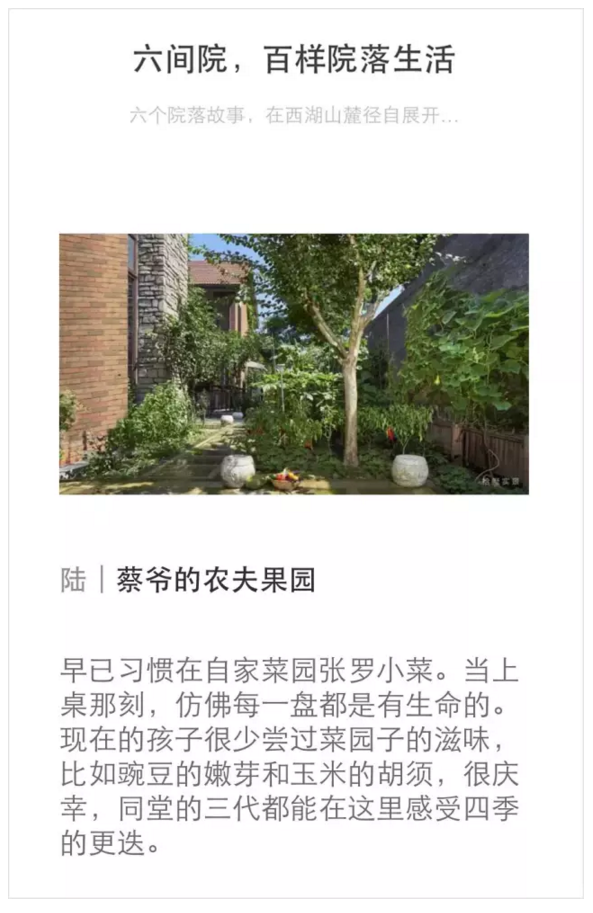 六间院，百样院落生活
六个院落故事，在西湖山麓径自展开...
陆｜蔡爷的农夫果园
早已习惯在自家菜园张罗小菜。当上
桌那刻，仿佛每一盘都是有生命的。
现在的孩子很少尝过菜园子的滋味，
比如豌豆的嫩芽和玉米的胡须，很庆
幸，同堂的三代都能在这里感受四季
的更迭。